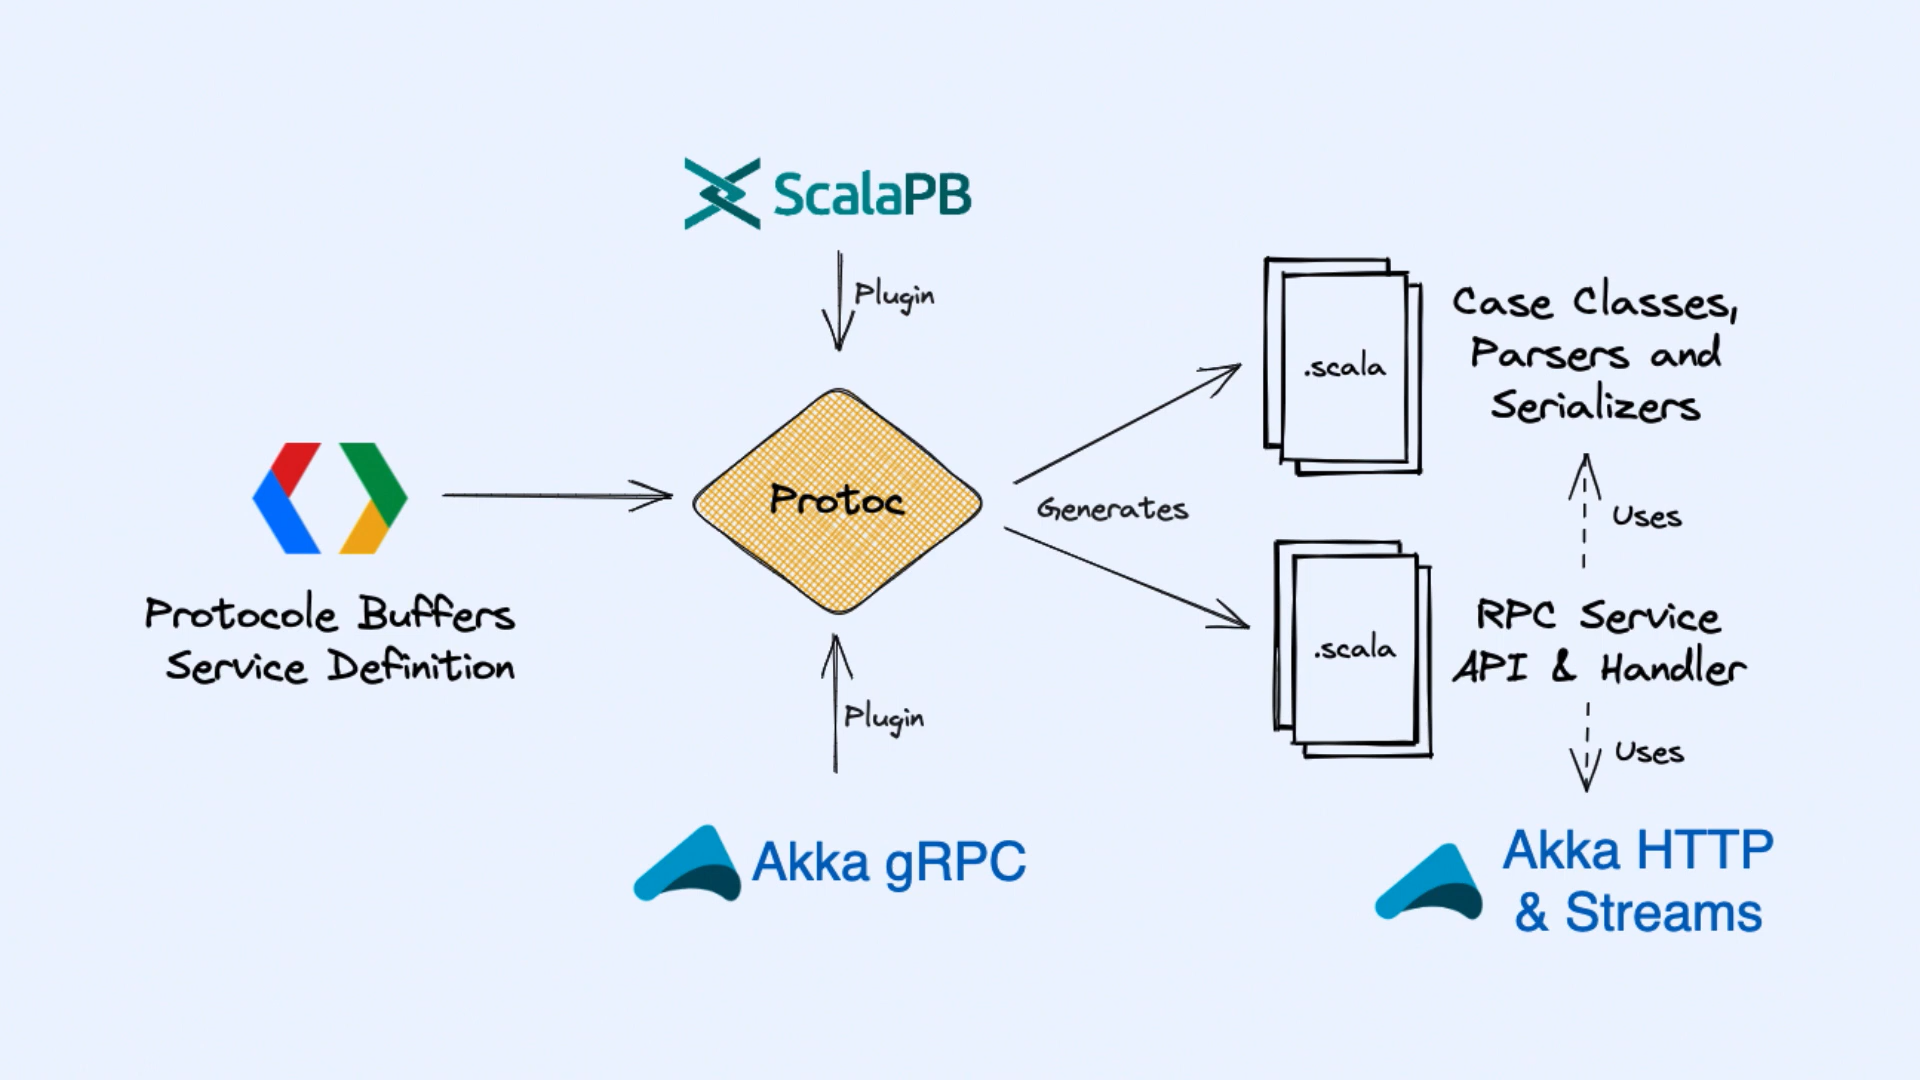 ScalaPB
Plugin
Case Classes,
Parsers and
Serializers
.scala
Protoc
Generates
Uses
Protocole Buffers
Service Definition
RPC Service
API & Handler
.scala
Plugin
Uses
Akka gRPC
Akka HTTP
& Streams